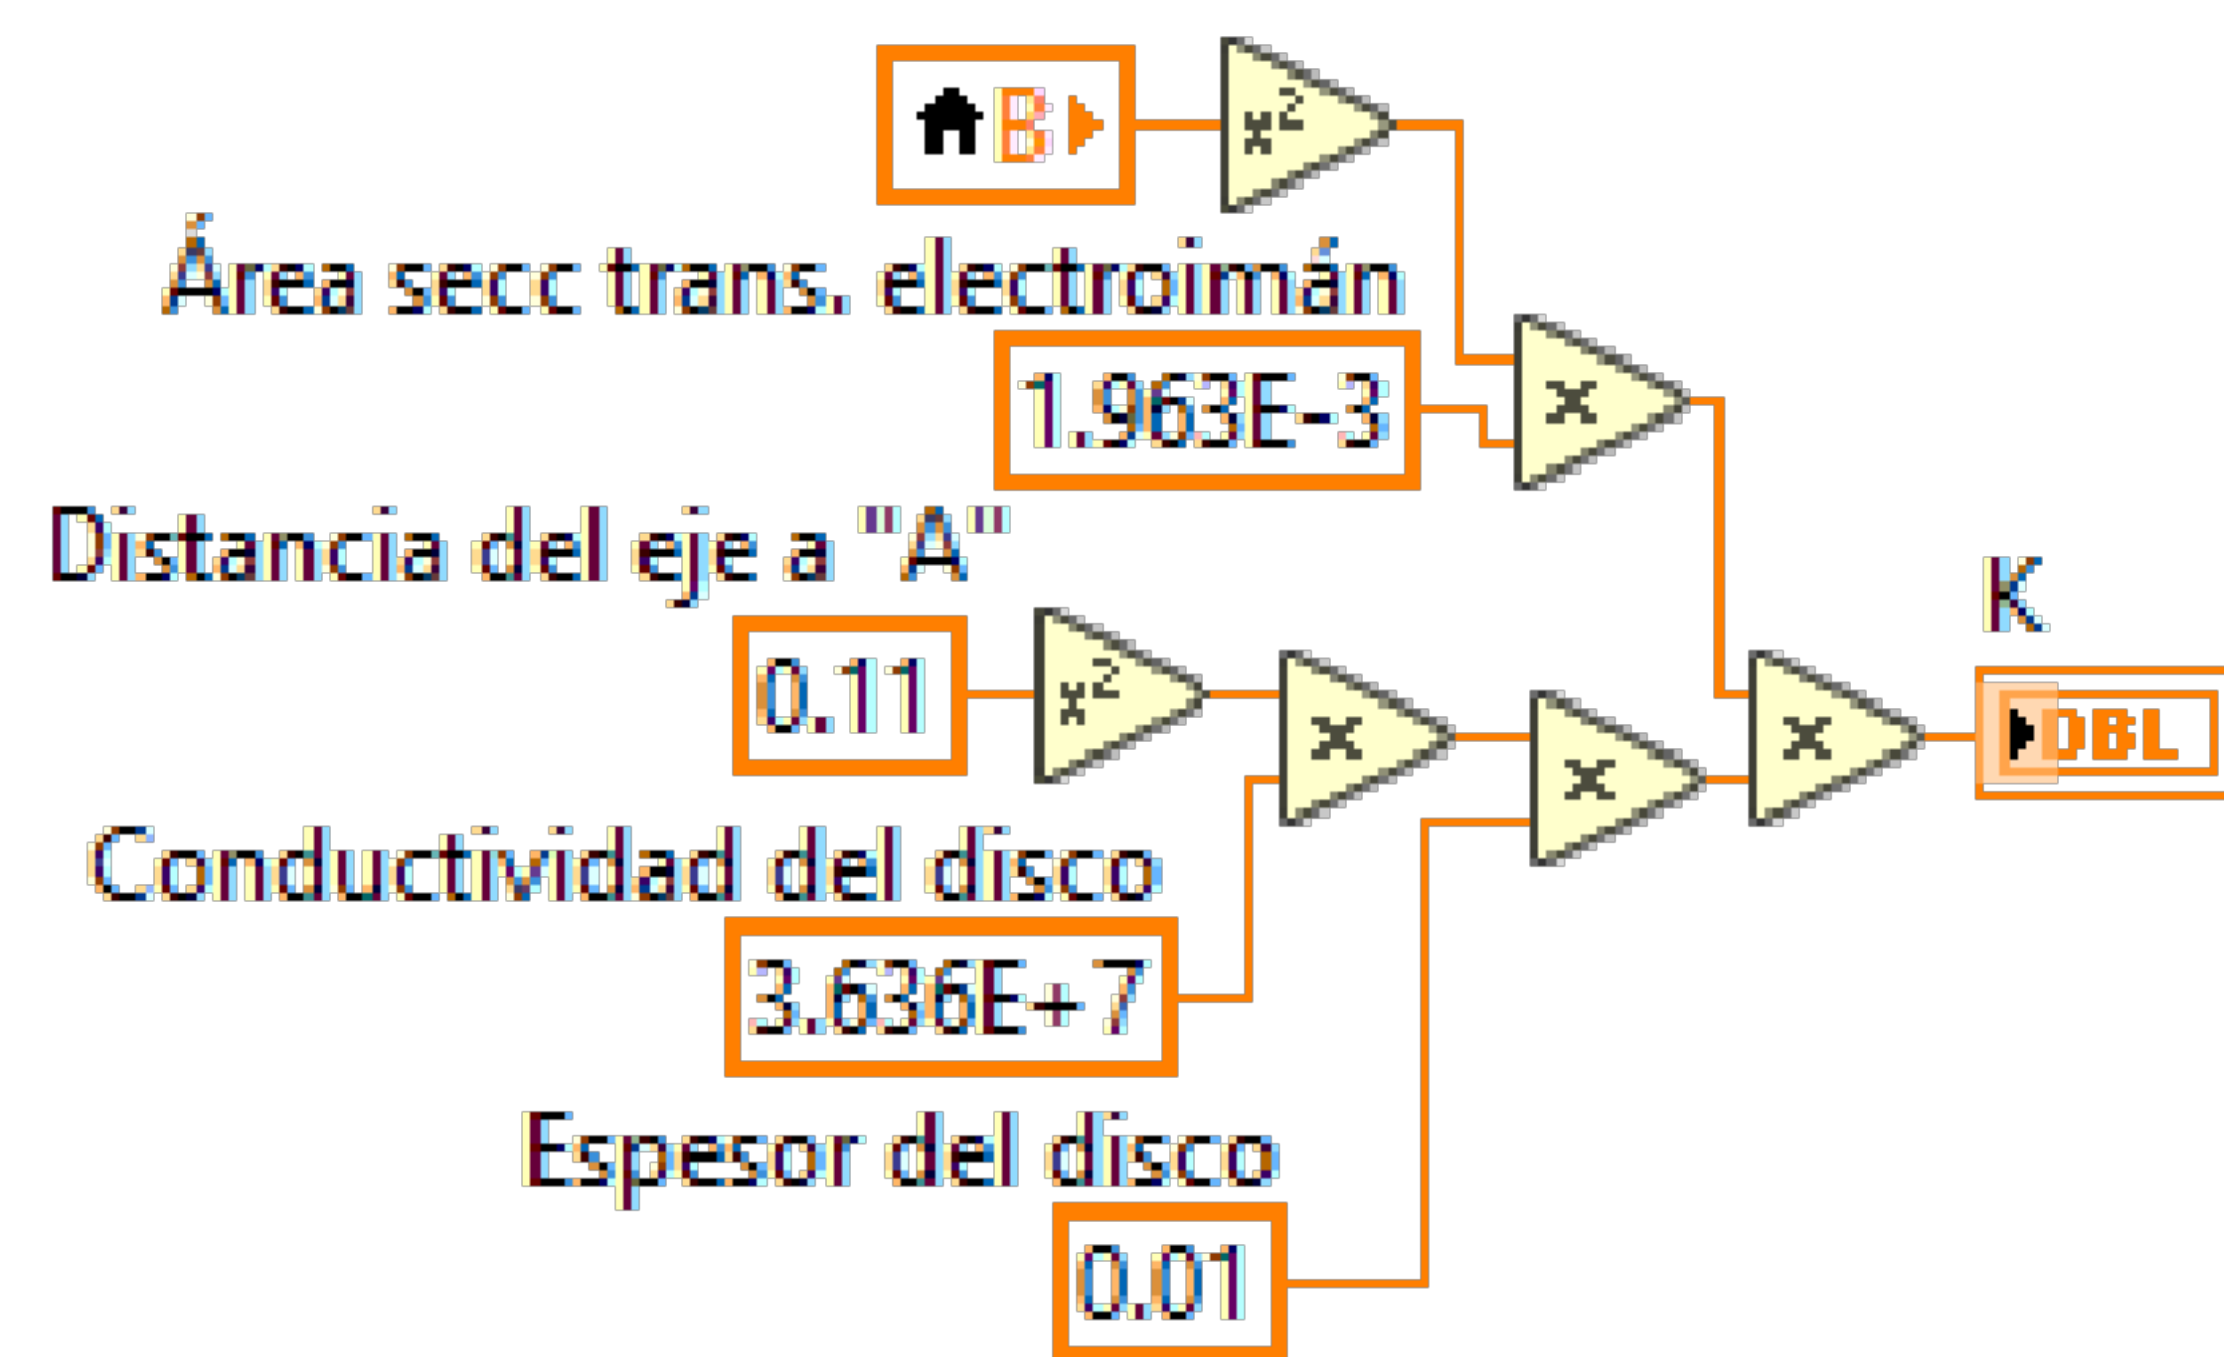 B
x²
Área secc trans. electroimán
1.963E-3
x
Distancia del eje a "A"
K
0.11
x²
x
x
x
DBL
Conductividad del disco
3.636E+7
Espesor del disco
0.01